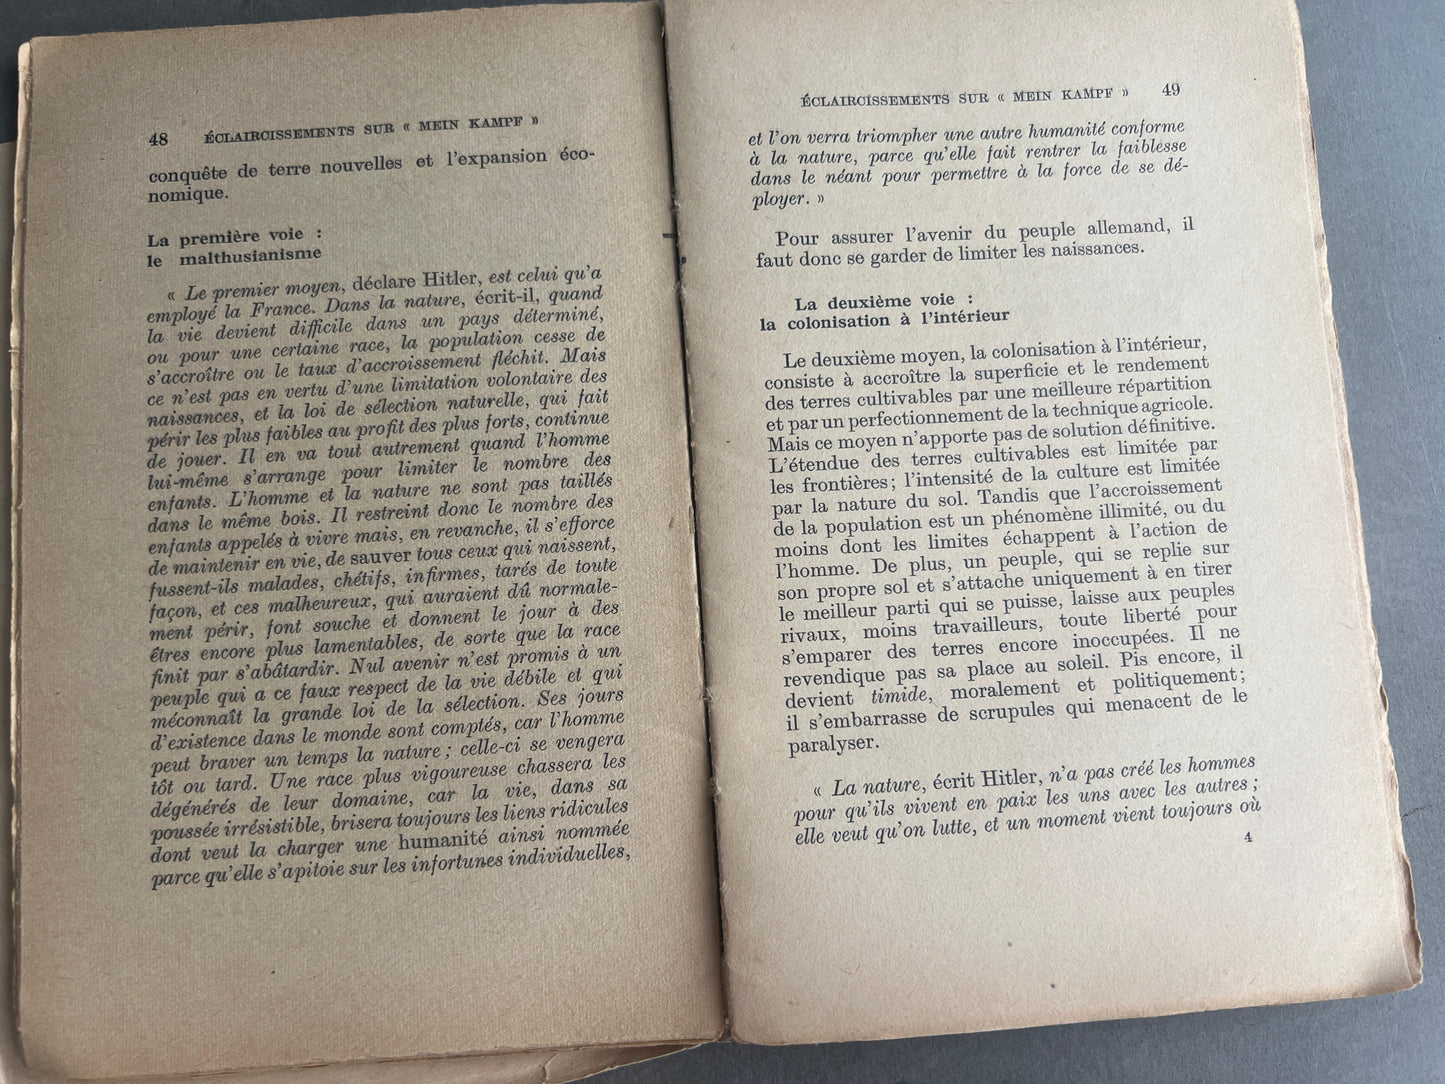 48 ÉCLAIRCISSEMENTS SUR « MEIN KAMPF »
conquête de terre nouvelles et l'expansion éco-
nomique.
La première voie :
le malthusianisme
« Le premier moyen, déclare Hitler, est celui qu'a
employé la France. Dans la nature, écrit-il, quand
la vie devient difficile dans un pays déterminé,
ou pour une certaine race, la population cesse de
s'accroître ou le taux d'accroissement fléchit. Mais
ce n'est pas en vertu d'une limitation volontaire des
naissances, et la loi de sélection naturelle, qui fait
périr les plus faibles au profit des plus forts, continue
de jouer. Il en va tout autrement quand l'homme
lui-même s'arrange pour limiter le nombre des
enfants. L'homme et la nature ne sont pas taillés
dans le même bois. Il restreint donc le nombre des
enfants appelés à vivre mais, en revanche, il s'efforce
de maintenir en vie, de sauver tous ceux qui naissent,
fussent-ils malades, chétifs, infirmes, tarés de toute
façon, et ces malheureux, qui auraient dû normale-
ment périr, font souche et donnent le jour à des
êtres encore plus lamentables, de sorte que la race
finit par s'abâtardir. Nul avenir n'est promis à un
peuple qui a ce faux respect de la vie débile et qui
méconnaît la grande loi de la sélection. Ses jours
d'existence dans le monde sont comptés, car l'homme
peut braver un temps la nature ; celle-ci se vengera
tôt ou tard. Une race plus vigoureuse chassera les
dégénérés de leur domaine, car la vie, dans sa
poussée irrésistible, brisera toujours les liens ridicules
dont veut la charger une humanité ainsi nommée
parce qu'elle s'apitoie sur les infortunes individuelles,
ÉCLAIRCISSEMENTS SUR « MEIN KAMPF » 49
et l'on verra triompher une autre humanité conforme
à la nature, parce qu'elle fait rentrer la faiblesse
dans le néant pour permettre à la force de se dé-
ployer. »
Pour assurer l'avenir du peuple allemand, il
faut donc se garder de limiter les naissances.
La deuxième voie :
la colonisation à l'intérieur
Le deuxième moyen, la colonisation à l'intérieur,
consiste à accroître la superficie et le rendement
des terres cultivables par une meilleure répartition
et par un perfectionnement de la technique agricole.
Mais ce moyen n'apporte pas de solution définitive.
L'étendue des terres cultivables est limitée par
les frontières ; l'intensité de la culture est limitée
par la nature du sol. Tandis que l'accroissement
de la population est un phénomène illimité, ou du
moins dont les limites échappent à l'action de
l'homme. De plus, un peuple, qui se replie sur
son propre sol et s'attache uniquement à en tirer
le meilleur parti qui se puisse, laisse aux peuples
rivaux, moins travailleurs, toute liberté pour
s'emparer des terres encore inoccupées. Il ne
revendique pas sa place au soleil. Pis encore, il
devient timide, moralement et politiquement ;
il s'embarrasse de scrupules qui menacent de le
paralyser.
« La nature, écrit Hitler, n'a pas créé les hommes
pour qu'ils vivent en paix les uns avec les autres ;
elle veut qu'on lutte, et un moment vient toujours où
4